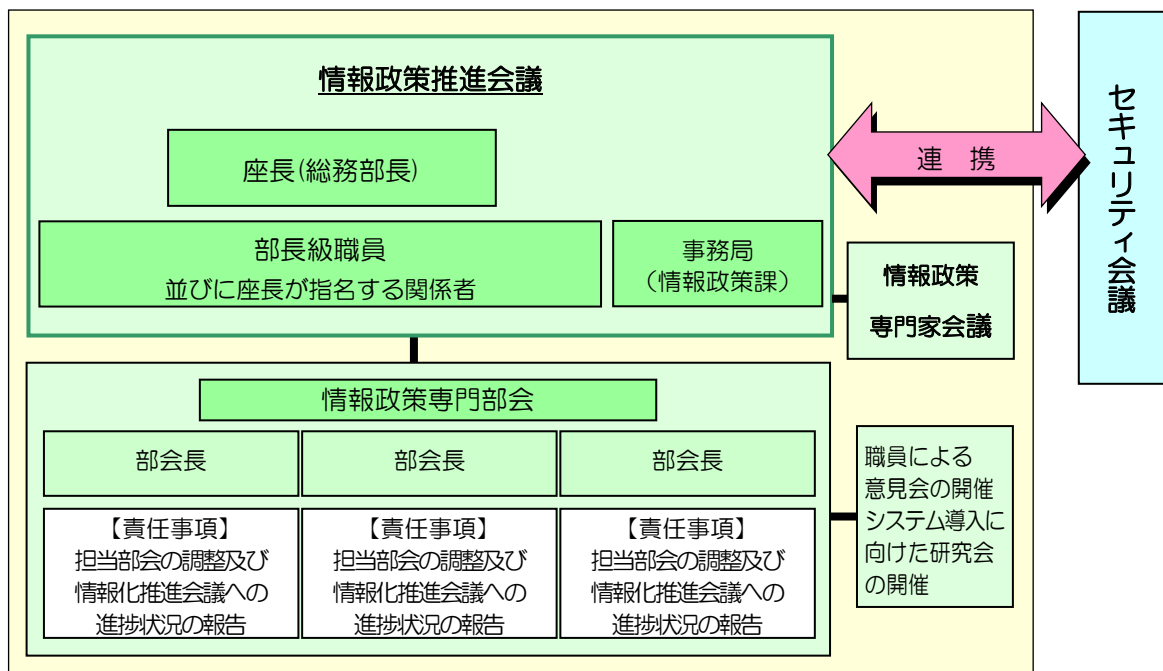 情報政策推進会議
座長(総務部長)
部長級職員
並びに座長が指名する関係者
事務局
（情報政策課）
連　携
セキュリティ会議
情報政策
専門家会議
情報政策専門部会
部会長
部会長
部会長
【責任事項】
担当部会の調整及び
情報化推進会議への
進捗状況の報告
【責任事項】
担当部会の調整及び
情報化推進会議への
進捗状況の報告
【責任事項】
担当部会の調整及び
情報化推進会議への
進捗状況の報告
職員による
意見会の開催
システム導入に
向けた研究会
の開催